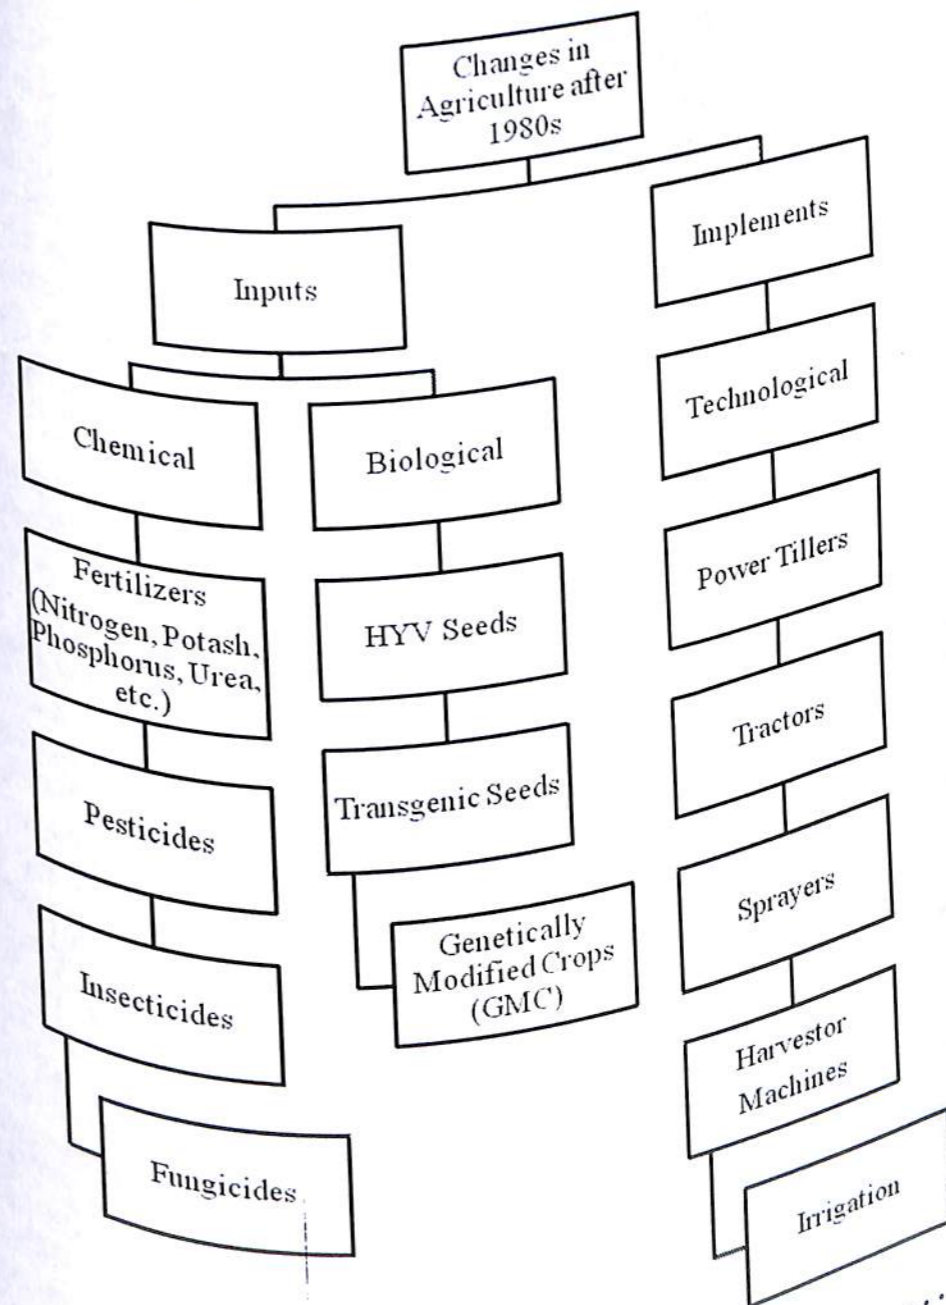 Changes in
Agriculture after
1980s
Inputs
Implements
Chemical
Biological
Technological
Fertilizers
(Nitrogen, Potash,
Phosphorus, Urea,
etc.)
HYV Seeds
Power Tillers
Pesticides
Transgenic Seeds
Tractors
Insecticides
Genetically
Modified Crops
(GMC)
Sprayers
Fungicides
Harvestor
Machines
Irrigation